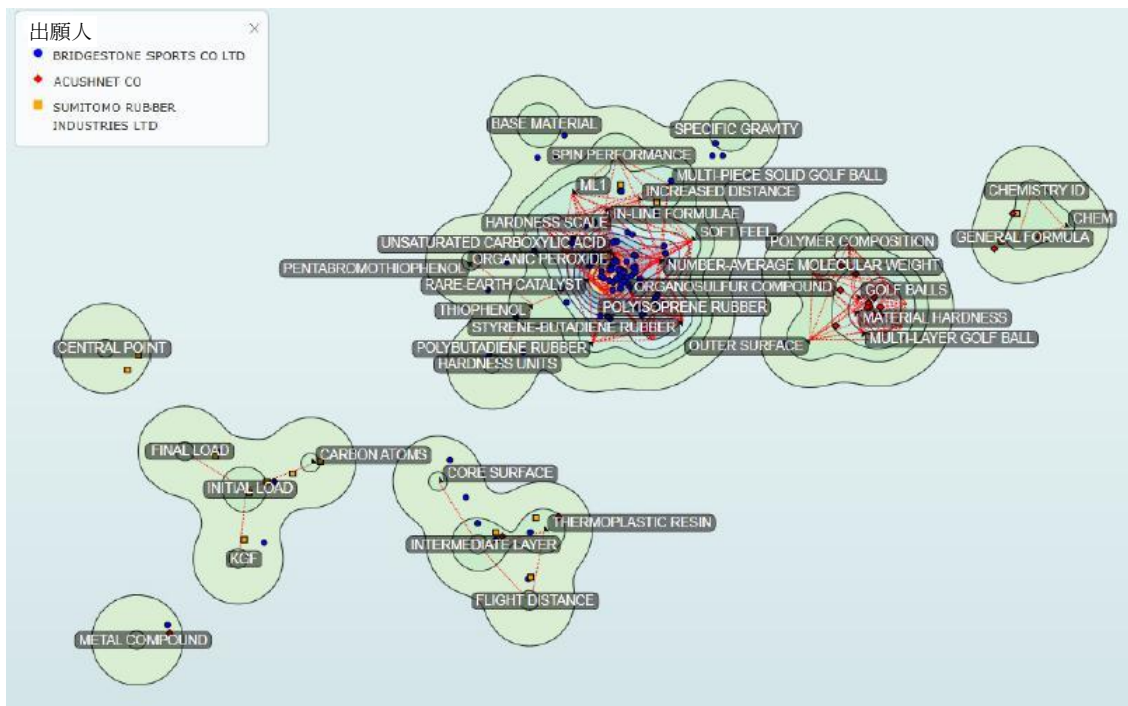 出願人
BRIDGESTONE SPORTS CO LTD
ACUSHNET CO
SUMITOMO RUBBER
INDUSTRIES LTD
BASE MATERIAL
SPECIFIC GRAVITY
SPIN PERFORMANCE
MULTI-PIECE SOLID GOLF BALL
ML1
INCREASED DISTANCE
CHEMISTRY ID
HARDNESS SCALE
IN-LINE FORMULAE
CHEM
SOFT FEEL
GENERAL FORMULA
UNSATURATED CARBOXYLIC ACID
POLYMER COMPOSITION
ORGANIC PEROXIDE
PENTABROMOTHIOPHENOL
NUMBER-AVERAGE MOLECULAR WEIGHT
RARE-EARTH CATALYST
ORGANOSULFUR COMPOUND
GOLF BALLS
THIOPHENOL
POLYISOPRENE RUBBER
MATERIAL HARDNESS
STYRENE-BUTADIENE RUBBER
MULTI-LAYER GOLF BALL
CENTRAL POINT
POLYBUTADIENE RUBBER
OUTER SURFACE
HARDNESS UNITS
FINAL LOAD
CARBON ATOMS
CORE SURFACE
INITIAL LOAD
THERMOPLASTIC RESIN
INTERMEDIATE LAYER
KGF
FLIGHT DISTANCE
METAL COMPOUND